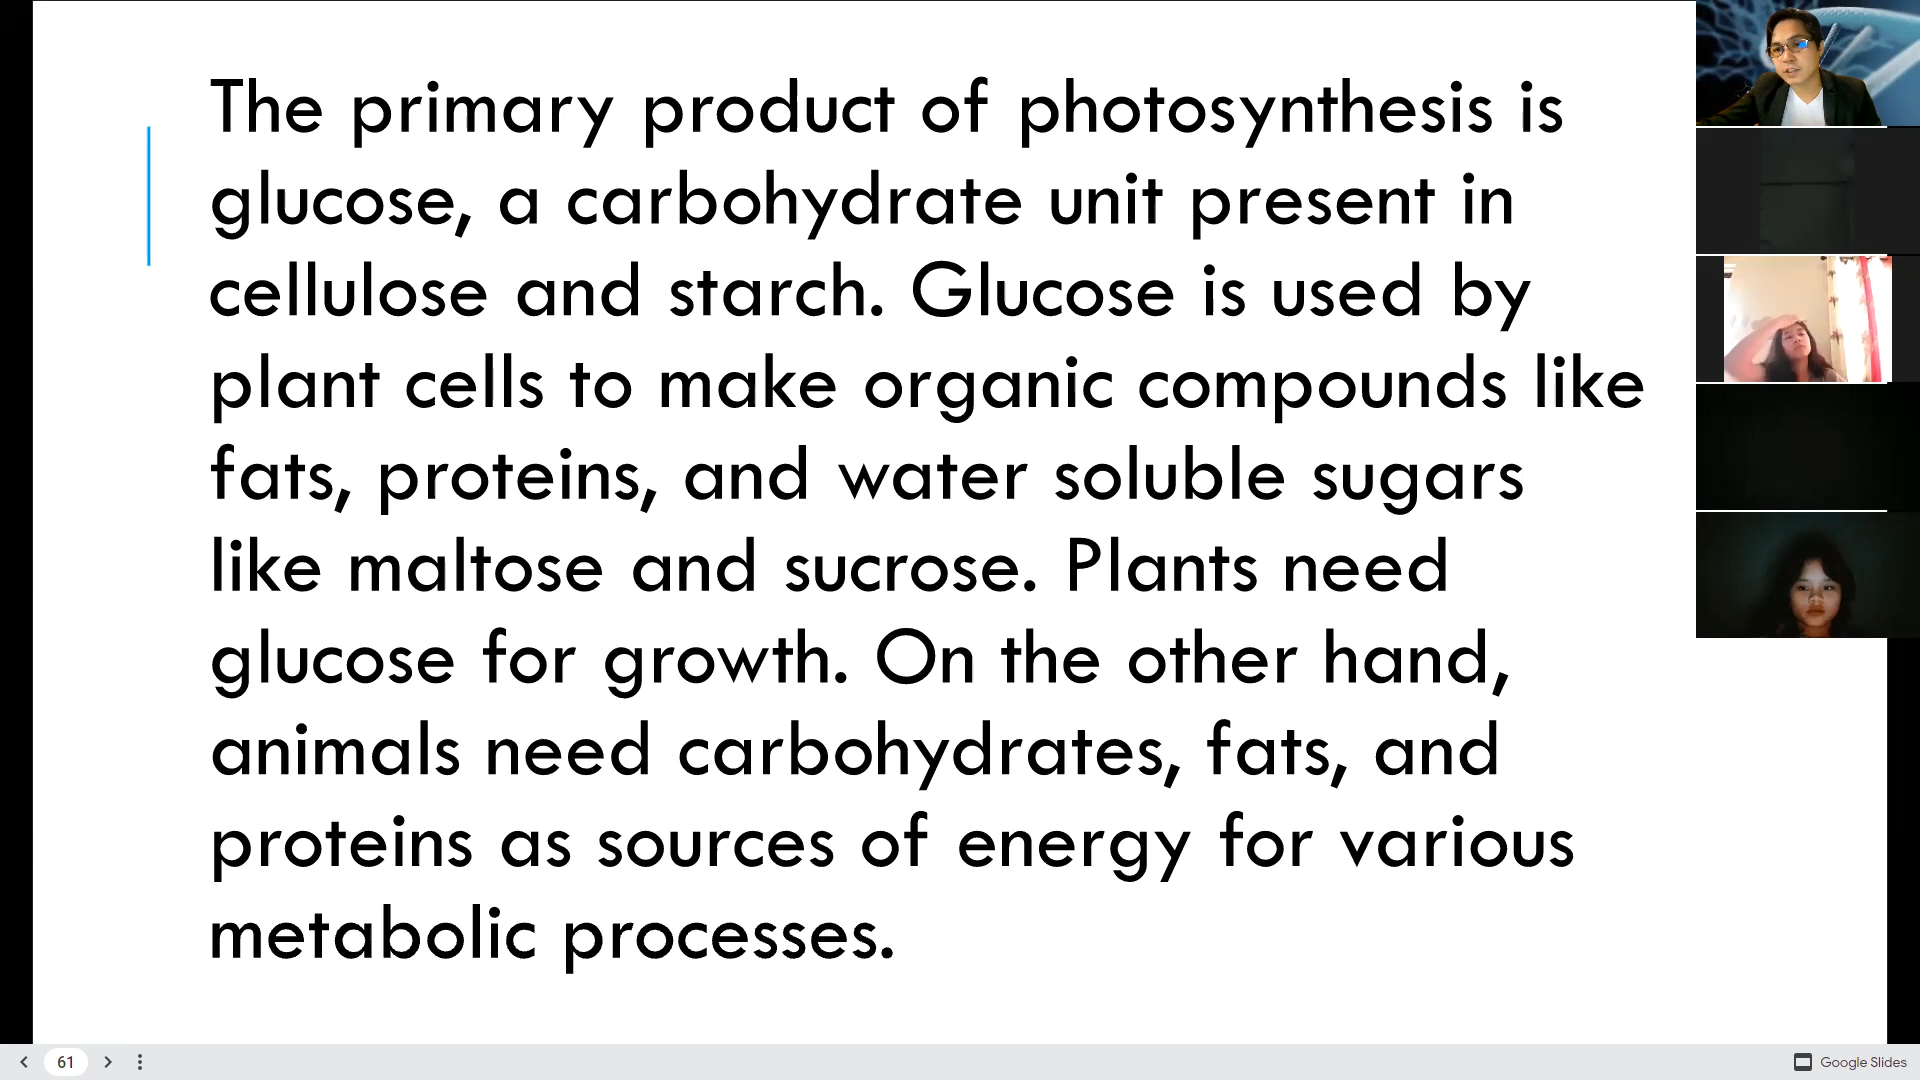 The primary product of photosynthesis is
glucose, a carbohydrate unit present in
cellulose and starch. Glucose is used by
plant cells to make organic compounds like
fats, proteins, and water soluble sugars
like maltose and sucrose. Plants need
glucose for growth. On the other hand,
animals need carbohydrates, fats, and
proteins as sources of energy for various
metabolic processes.
61
Google Slides